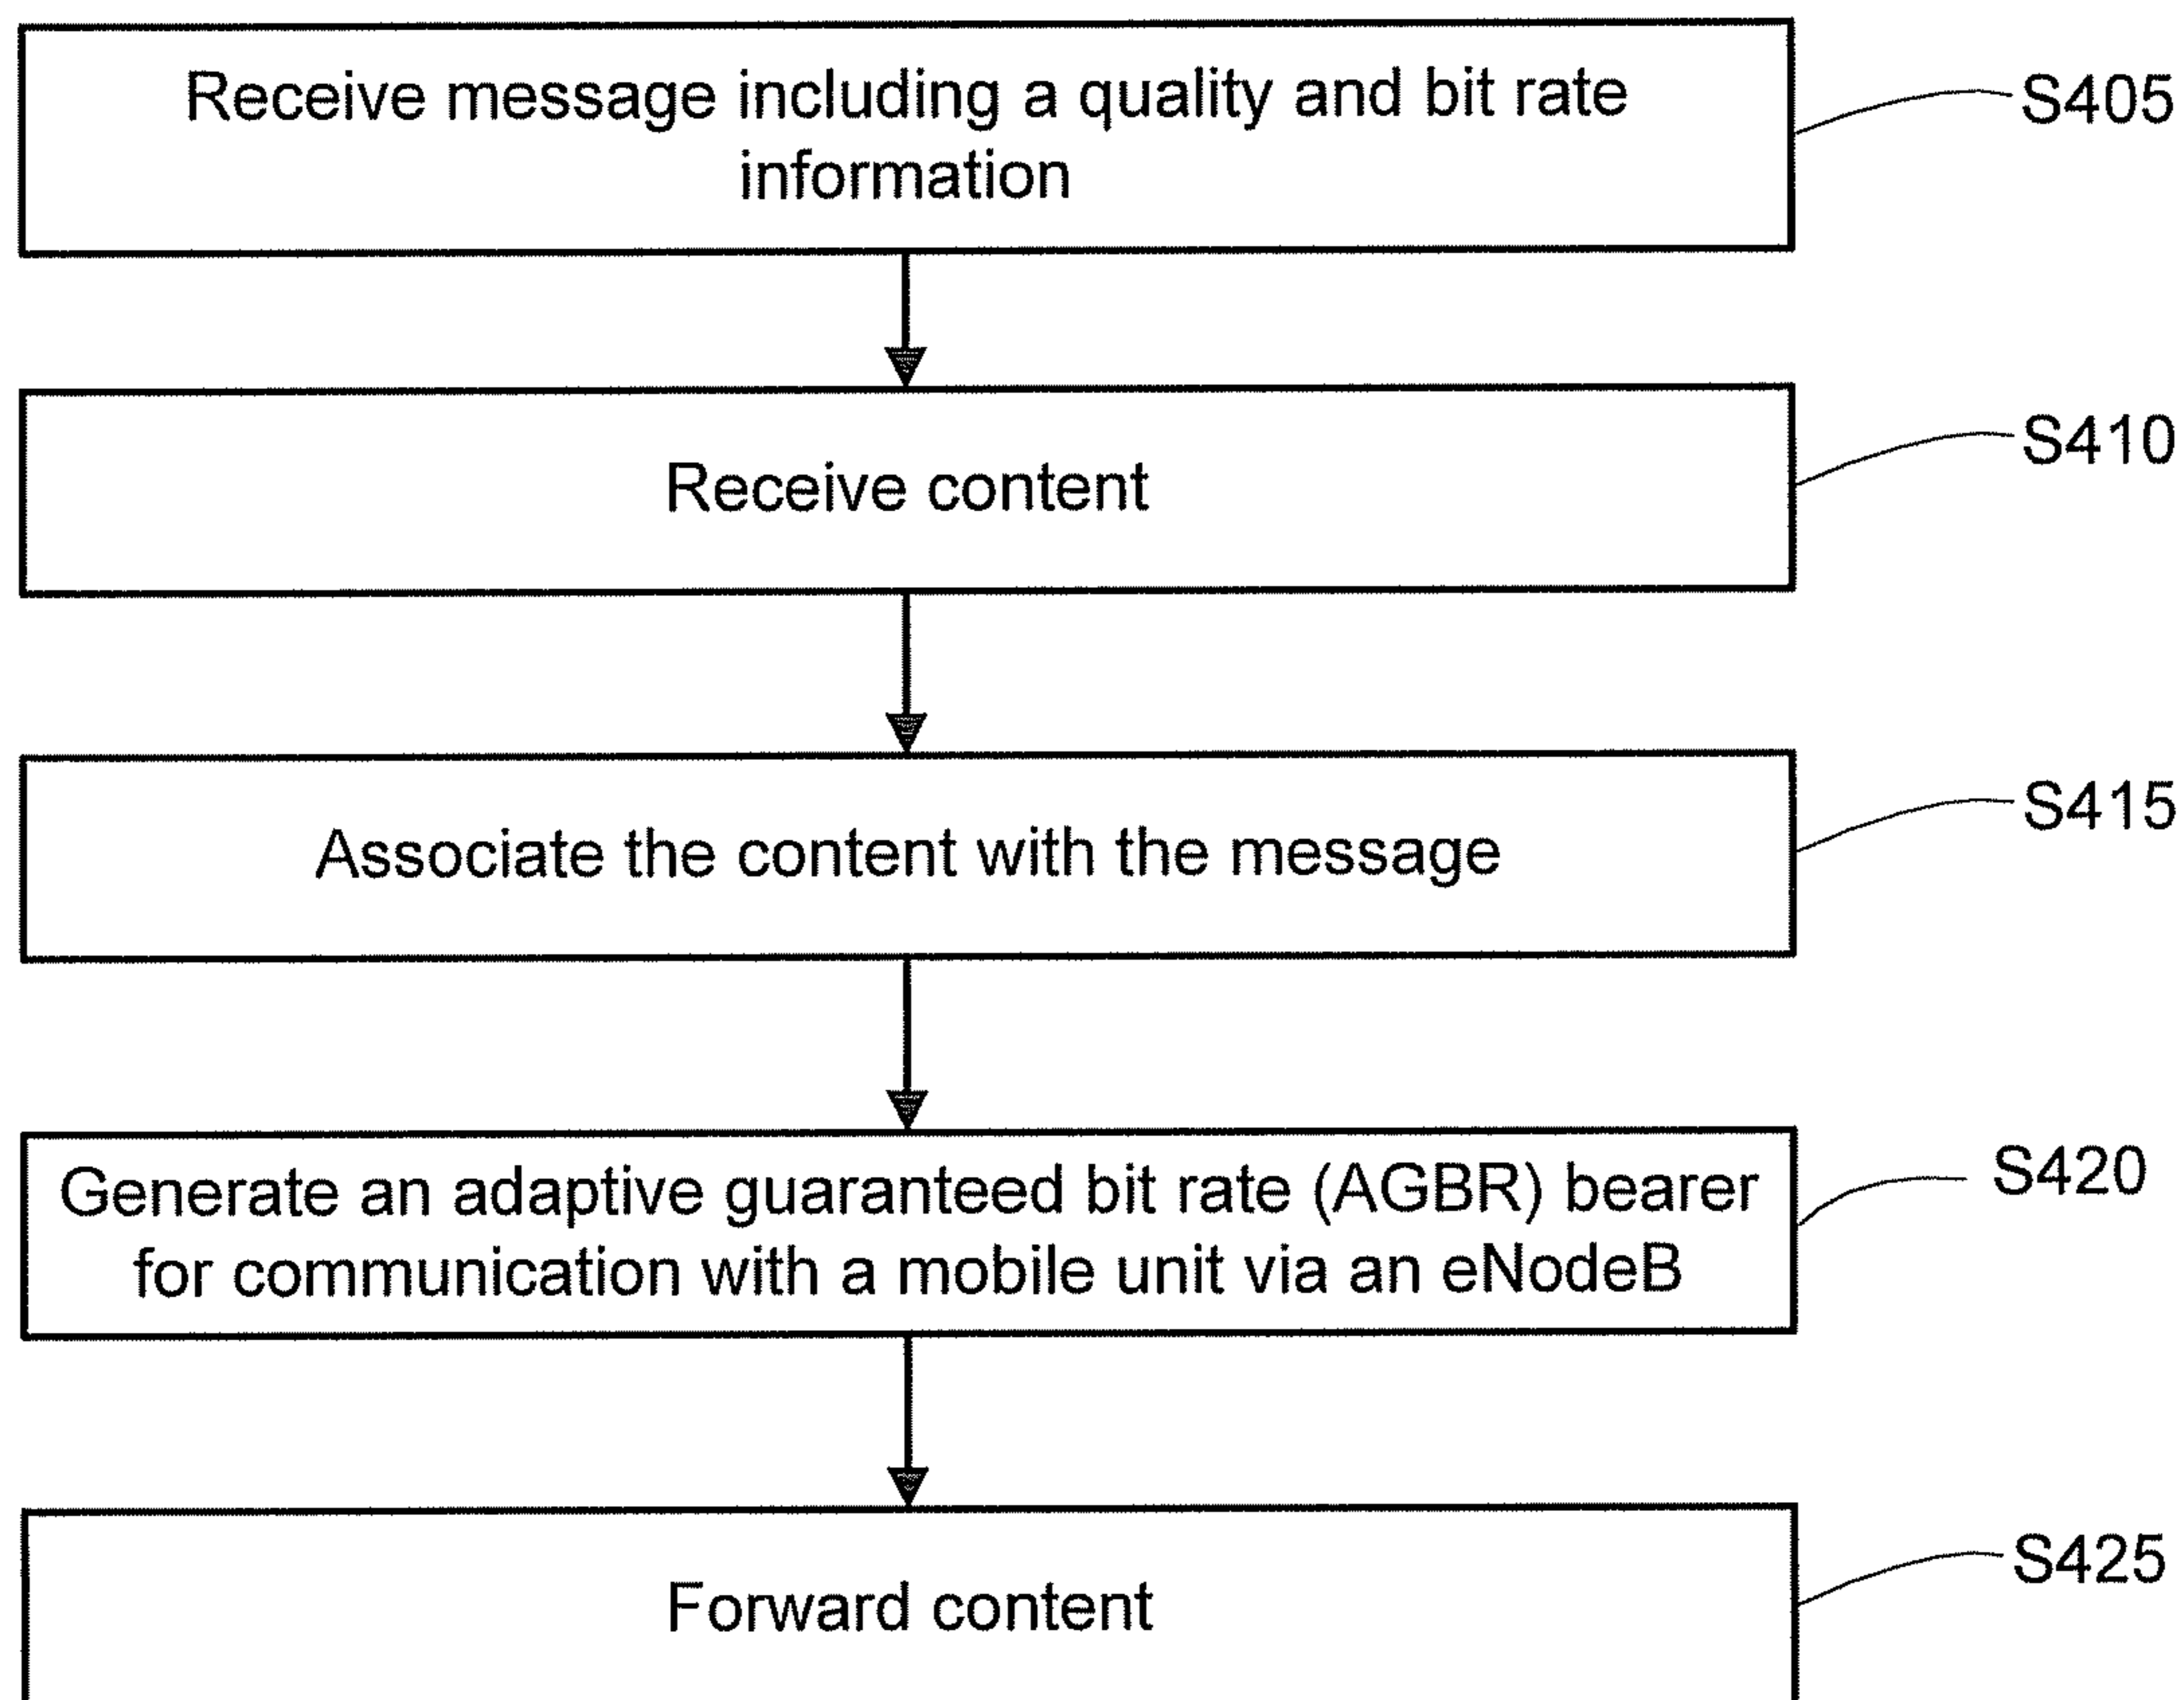 Receive message including a quality and bit rate
information
S405
Receive content
S410
Associate the content with the message
S415
Generate an adaptive guaranteed bit rate (AGBR) bearer
for communication with a mobile unit via an eNodeB
S420
Forward content
S425